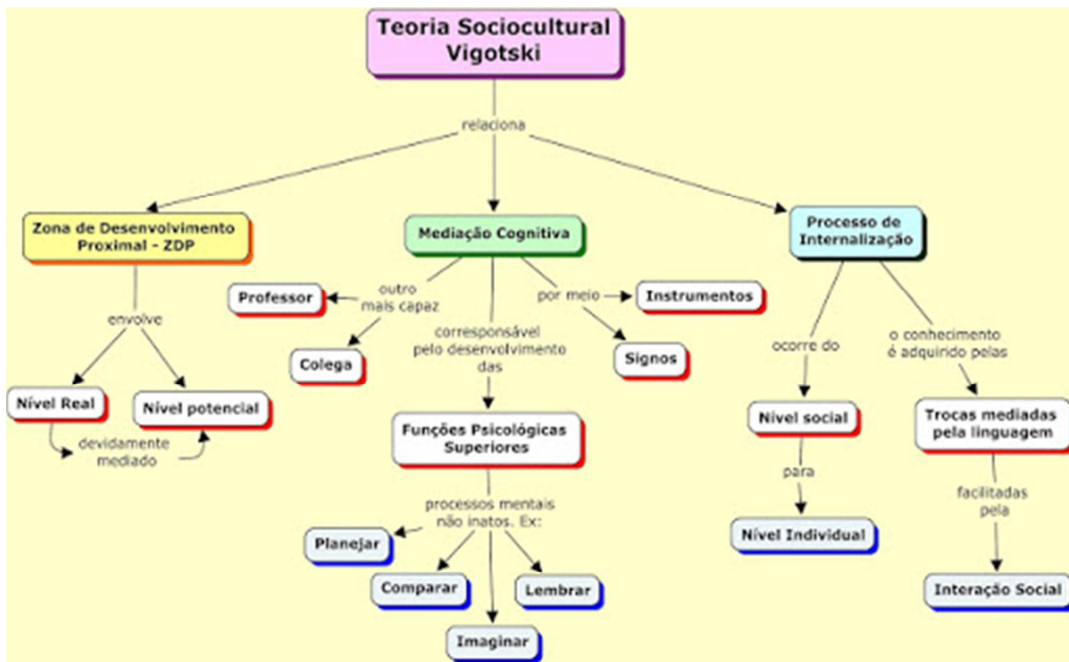 Teoria Sociocultural
Vigotski
relaciona
Zona de Desenvolvimento
Proximal - ZDP
envolve
Nível Real
Nível potencial
devidamente
mediado
Mediação Cognitiva
outro
mais capaz
Professor
Colega
corresponsável
pelo desenvolvimento
das
por meio
Instrumentos
Signos
Funções Psicológicas
Superiores
processos mentais
não inatos. Ex:
Planejar
Comparar
Imaginar
Lembrar
Processo de
Internalização
ocorre do
Nivel social
para
Nível Individual
o conhecimento
é adquirido pelas
Trocas mediadas
pela linguagem
facilitadas
pela
Interação Social